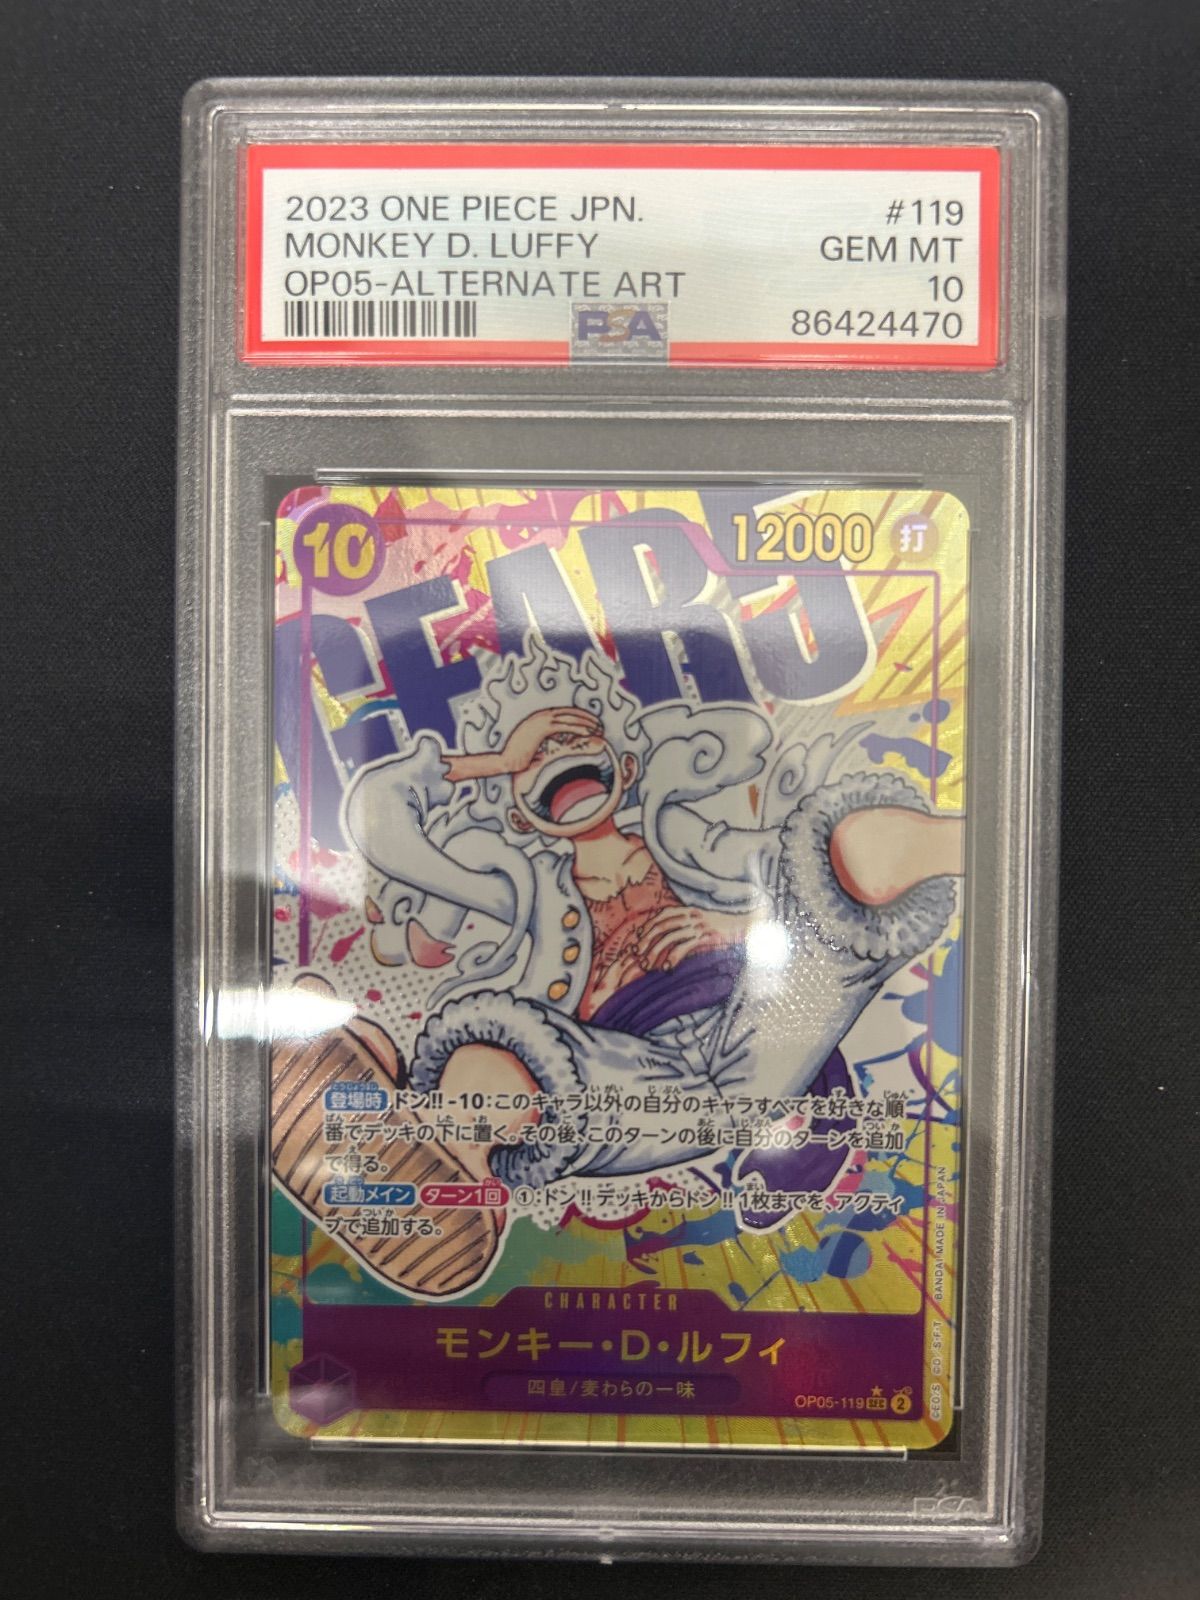 2023 ONE PIECE JPN. #119
MONKEY D. LUFFY GEM MT
OP05-ALTERNATE ART 10
PSA 86424470
10 12000 打
GEAR5
登場時 ドン!!-10:このキャラ以外の自分のキャラすべてを好きな順
番でデッキの下に置く。その後、このターンの後に自分のターンを追加
で得る。
起動メイン ターン1回 ①:ドン!!デッキからドン!!1枚までを、アクティ
ブで追加する。
CHARACTER
モンキー・D・ルフィ
四皇/麦わらの一味
OP05-119 SEC 2
BANDAI MADE IN JAPAN
PSA